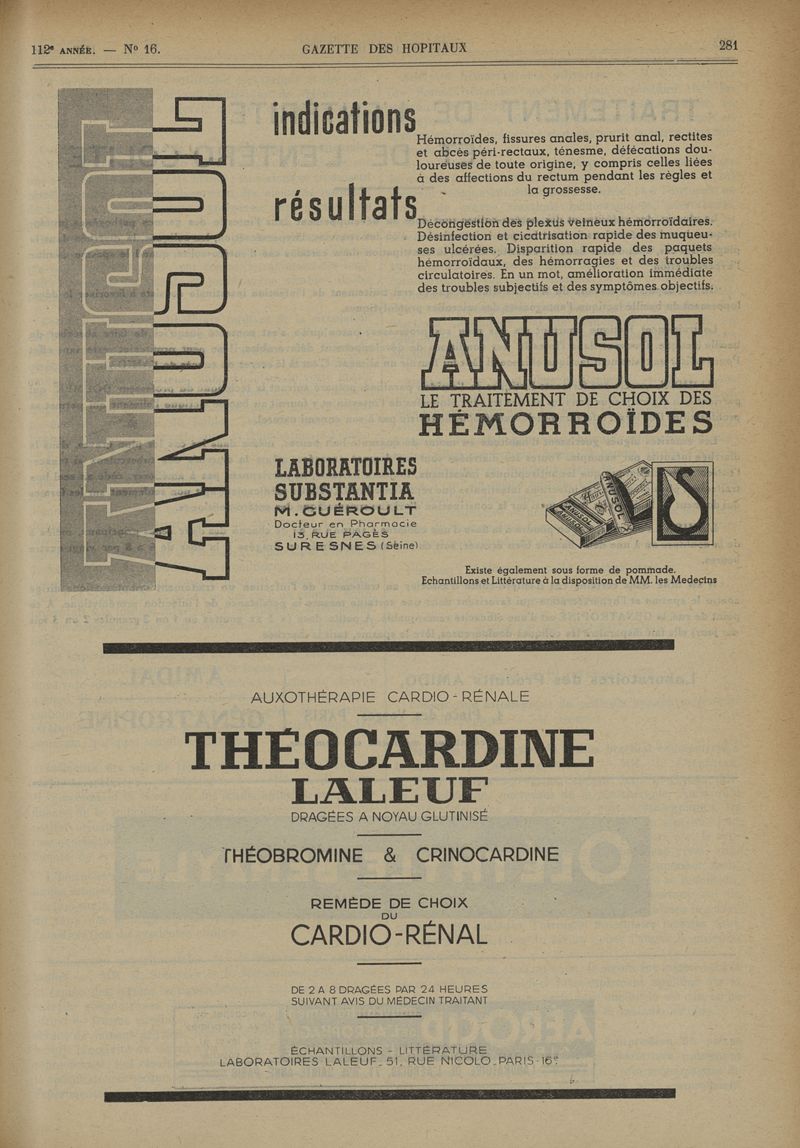 112ᵉ ANNÉE. — Nº 16.
GAZETTE DES HOPITAUX
281
indications
Hémorroïdes, fissures anales, prurit anal, rectites
et abcès péri-rectaux, ténesme, défécations dou-
loureuses de toute origine, y compris celles liées
à des affections du rectum pendant les règles et
la grossesse.
résultats
Décongestion des plexus veineux hémorroïdaires.
Désinfection et cicatrisation rapide des muqueu-
ses ulcérées. Disparition rapide des paquets
hémorroïdaux, des hémorragies et des troubles
circulatoires. En un mot, amélioration immédiate
des troubles subjectifs et des symptômes objectifs.
ANUSOL
LE TRAITEMENT DE CHOIX DES
HÉMORROÏDES
LABORATOIRES
SUBSTANTIA
M. GUÉROULT
Docteur en Pharmacie
13, RUE PAGÈS
SURESNES (Seine)
ANUSOL
ANUSOL
ANUSOL
Existe également sous forme de pommade.
Echantillons et Littérature à la disposition de MM. les Medecins
AUXOTHÉRAPIE CARDIO-RÉNALE
THÉOCARDINE
LALEUF
DRAGÉES A NOYAU GLUTINISÉ
THÉOBROMINE & CRINOCARDINE
REMÈDE DE CHOIX
DU
CARDIO-RÉNAL
DE 2 A 8 DRAGÉES PAR 24 HEURES
SUIVANT AVIS DU MÉDECIN TRAITANT
ÉCHANTILLONS - LITTÉRATURE
LABORATOIRES LALEUF_51, RUE NICOLO_PARIS-16ᵉ